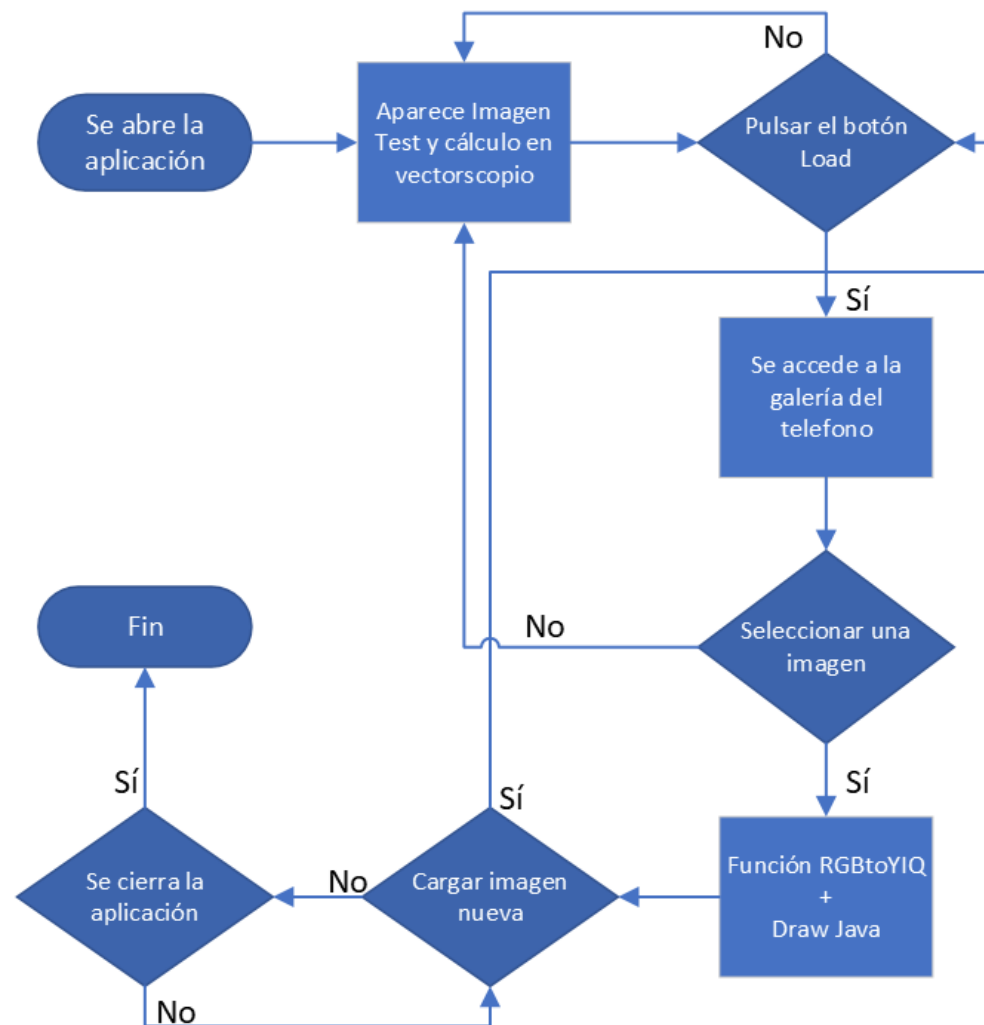 No
Se abre la
aplicación
Aparece Imagen
Test y cálculo en
vectorscopio
Pulsar el botón
Load
Sí
Se accede a la
galería del
telefono
No
Seleccionar una
imagen
Fin
Sí
Sí
Sí
Se cierra la
aplicación
No
Cargar imagen
nueva
Función RGBtoYIQ
+
Draw Java
No